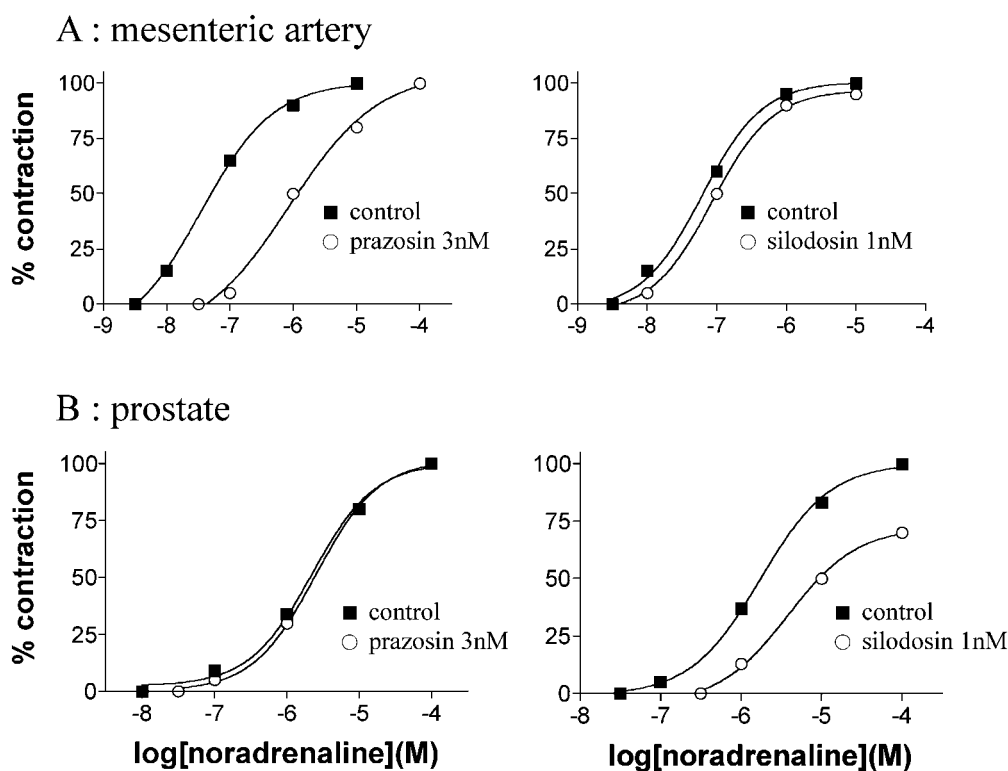 A : mesenteric artery
% contraction
100
75
50
25
0
-9 -8 -7 -6 -5 -4
control
prazosin 3nM
100
75
50
25
0
-9 -8 -7 -6 -5 -4
control
silodosin 1nM
B : prostate
% contraction
100
75
50
25
0
-8 -7 -6 -5 -4
control
prazosin 3nM
log[noradrenaline](M)
100
75
50
25
0
-8 -7 -6 -5 -4
control
silodosin 1nM
log[noradrenaline](M)